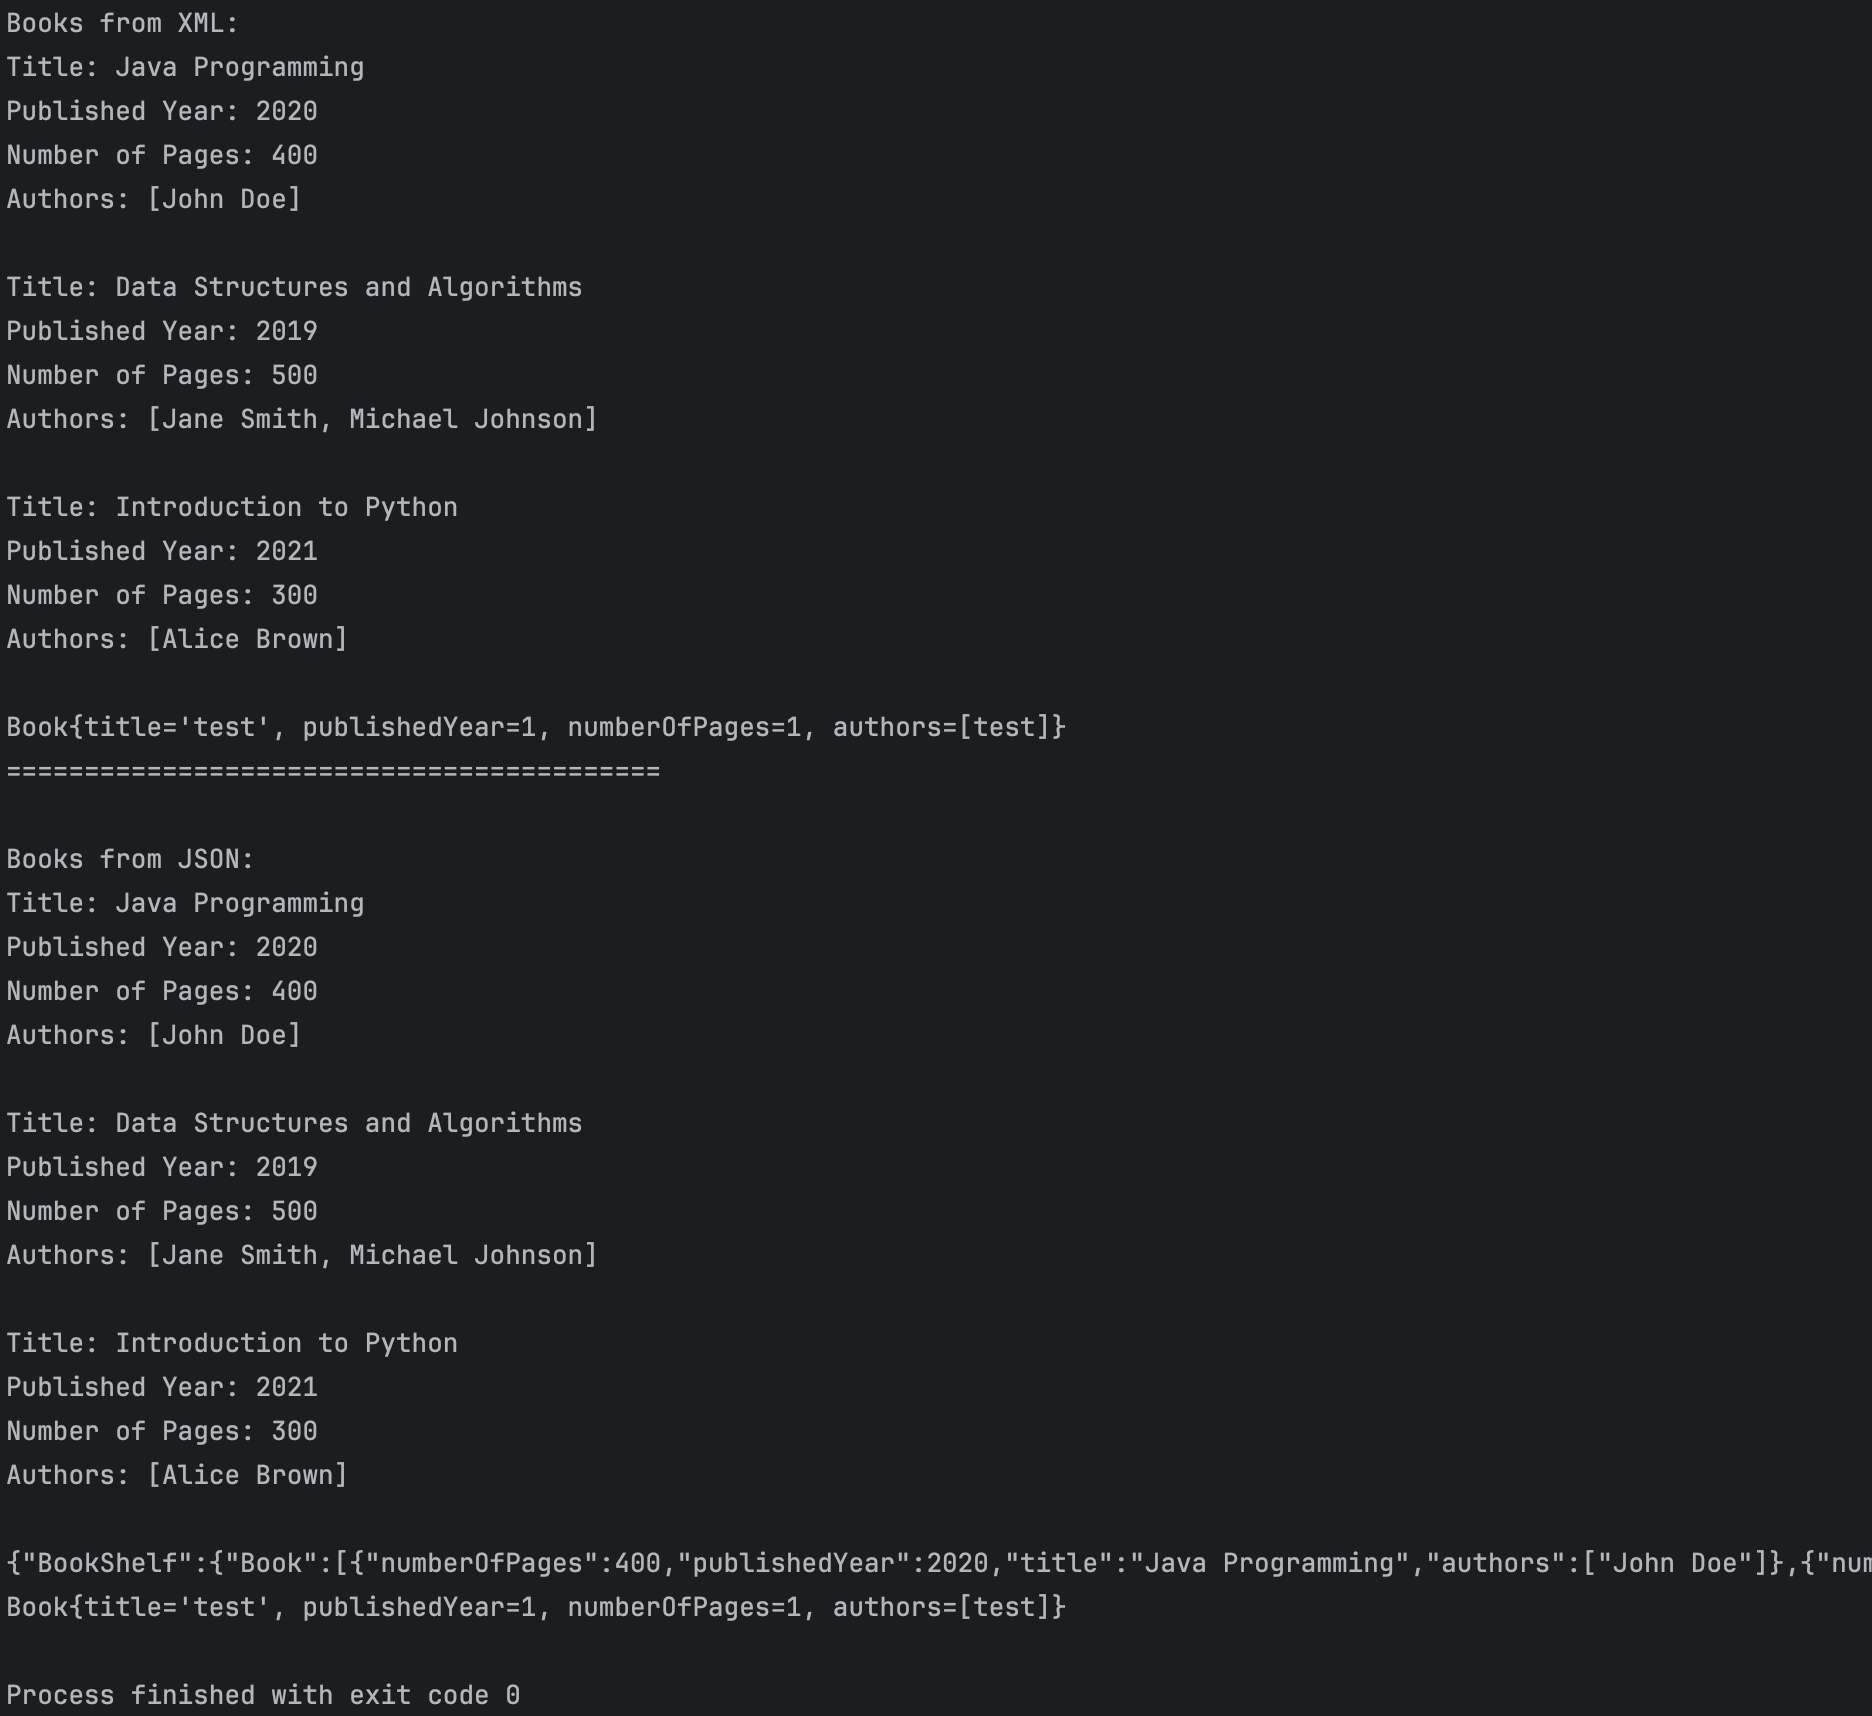 Books from XML:
Title: Java Programming
Published Year: 2020
Number of Pages: 400
Authors: [John Doe]
Title: Data Structures and Algorithms
Published Year: 2019
Number of Pages: 500
Authors: [Jane Smith, Michael Johnson]
Title: Introduction to Python
Published Year: 2021
Number of Pages: 300
Authors: [Alice Brown]
Book{title='test', publishedYear=1, numberOfPages=1, authors=[test]}
==========================================
Books from JSON:
Title: Java Programming
Published Year: 2020
Number of Pages: 400
Authors: [John Doe]
Title: Data Structures and Algorithms
Published Year: 2019
Number of Pages: 500
Authors: [Jane Smith, Michael Johnson]
Title: Introduction to Python
Published Year: 2021
Number of Pages: 300
Authors: [Alice Brown]
{"BookShelf":{"Book":[{"numberOfPages":400,"publishedYear":2020,"title":"Java Programming","authors":["John Doe"]},{"num
Book{title='test', publishedYear=1, numberOfPages=1, authors=[test]}
Process finished with exit code 0